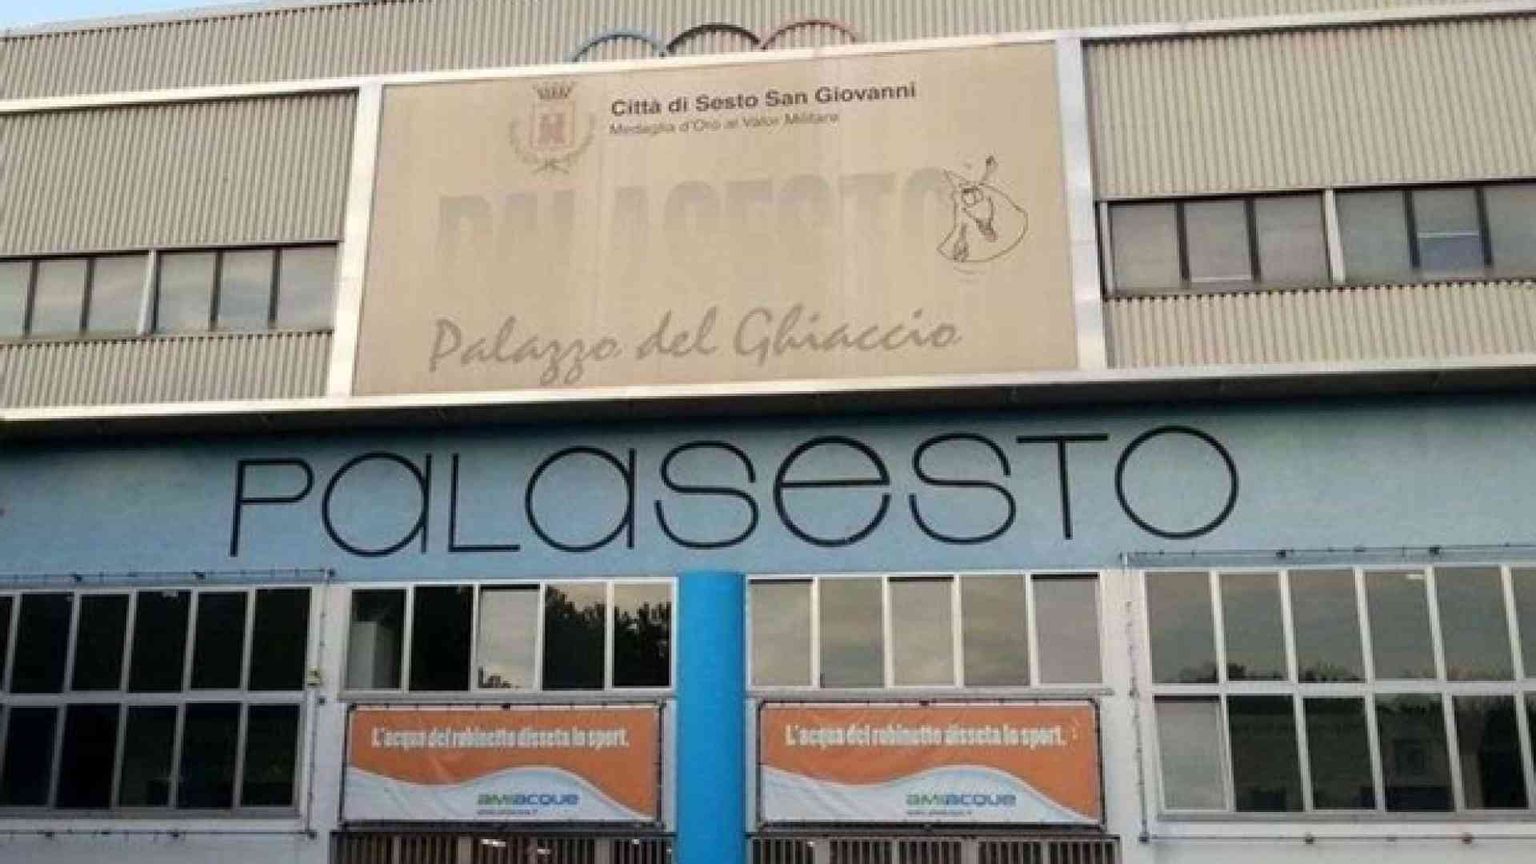 Città di Sesto San Giovanni
Medaglia d'Oro al Valor Militare
PALASESTO
Palazzo del Ghiaccio
PaLaSeSTO
L'acqua del rubinetto disseta lo sport.
amiacque
L'acqua del rubinetto disseta lo sport.
amiacque